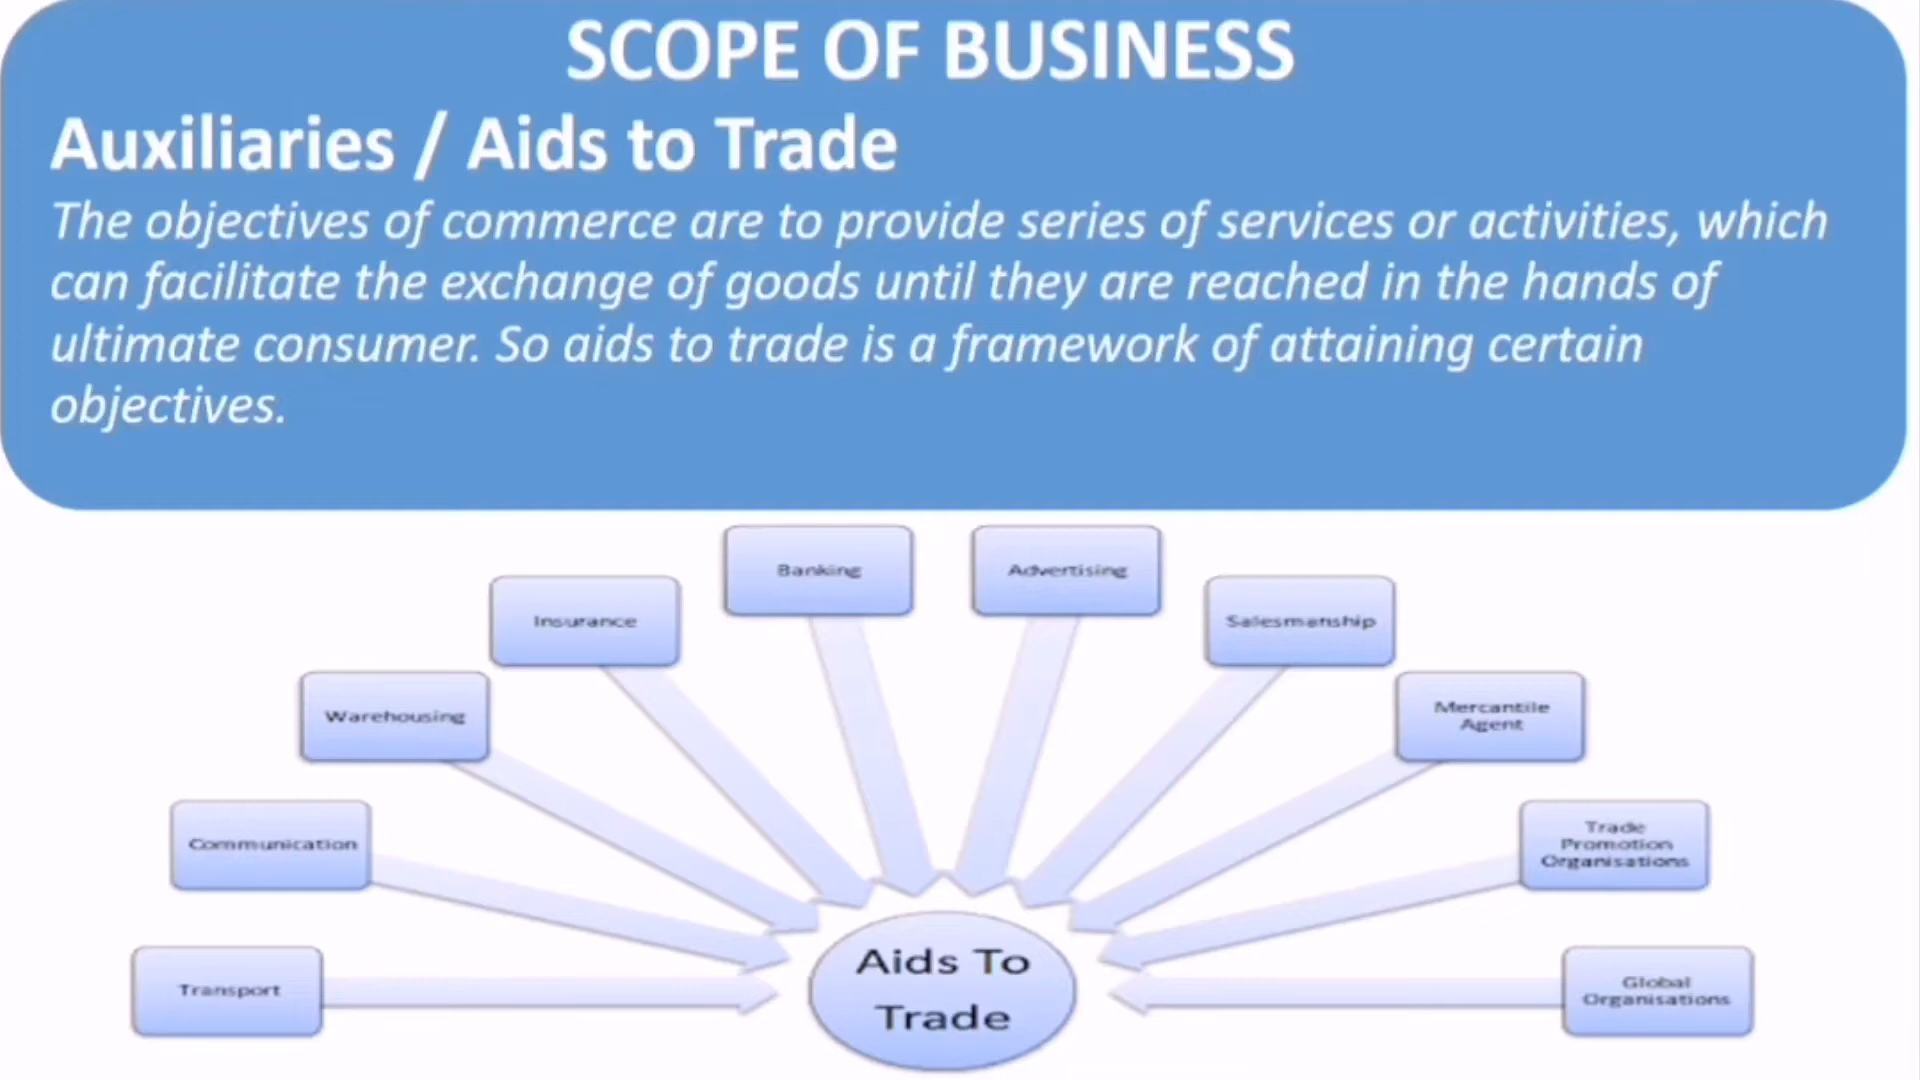 SCOPE OF BUSINESS
Auxiliaries / Aids to Trade
The objectives of commerce are to provide series of services or activities, which
can facilitate the exchange of goods until they are reached in the hands of
ultimate consumer. So aids to trade is a framework of attaining certain
objectives.
Banking
Advertising
Insurance
Salesmanship
Warehousing
Mercantile
Agent
Communication
Trade
Promotion
Organisations
Transport
Global
Organisations
Aids To
Trade